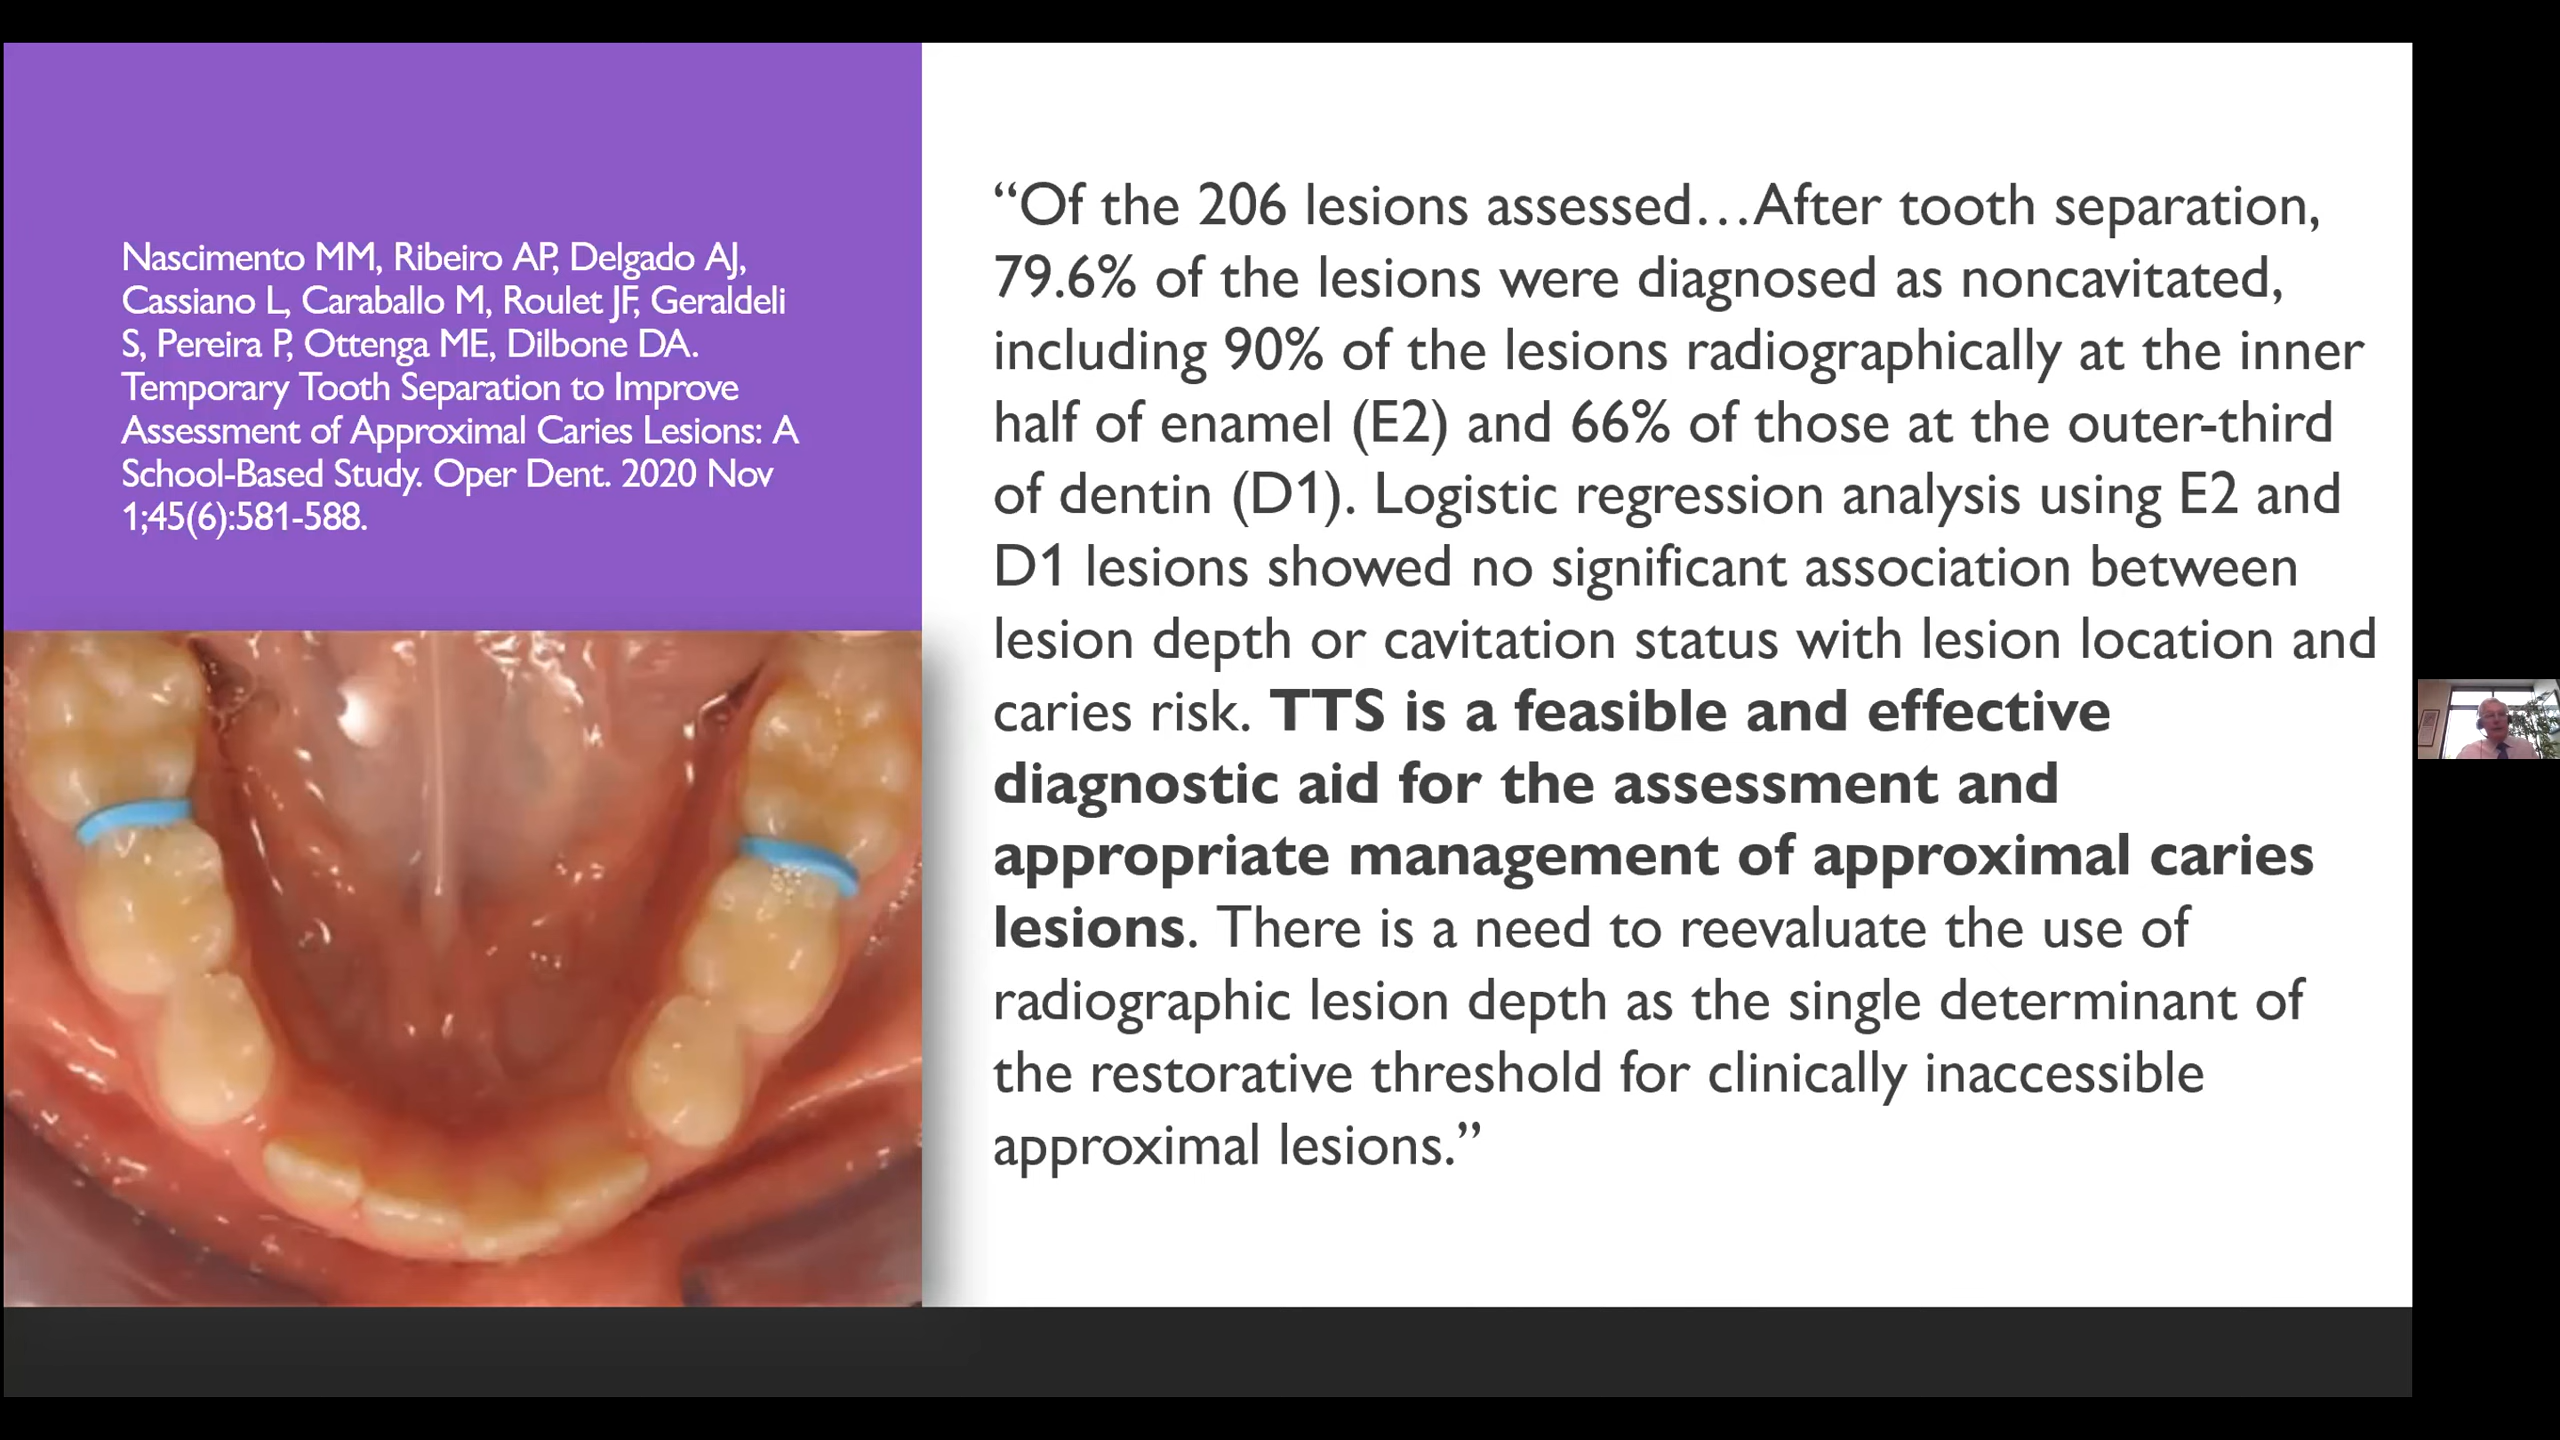 Nascimento MM, Ribeiro AP, Delgado AJ,
Cassiano L, Caraballo M, Roulet JF, Geraldeli
S, Pereira P, Ottenga ME, Dilbone DA.
Temporary Tooth Separation to Improve
Assessment of Approximal Caries Lesions: A
School-Based Study. Oper Dent. 2020 Nov
1;45(6):581-588.
“Of the 206 lesions assessed…After tooth separation,
79.6% of the lesions were diagnosed as noncavitated,
including 90% of the lesions radiographically at the inner
half of enamel (E2) and 66% of those at the outer-third
of dentin (D1). Logistic regression analysis using E2 and
D1 lesions showed no significant association between
lesion depth or cavitation status with lesion location and
caries risk. TTS is a feasible and effective
diagnostic aid for the assessment and
appropriate management of approximal caries
lesions. There is a need to reevaluate the use of
radiographic lesion depth as the single determinant of
the restorative threshold for clinically inaccessible
approximal lesions.”